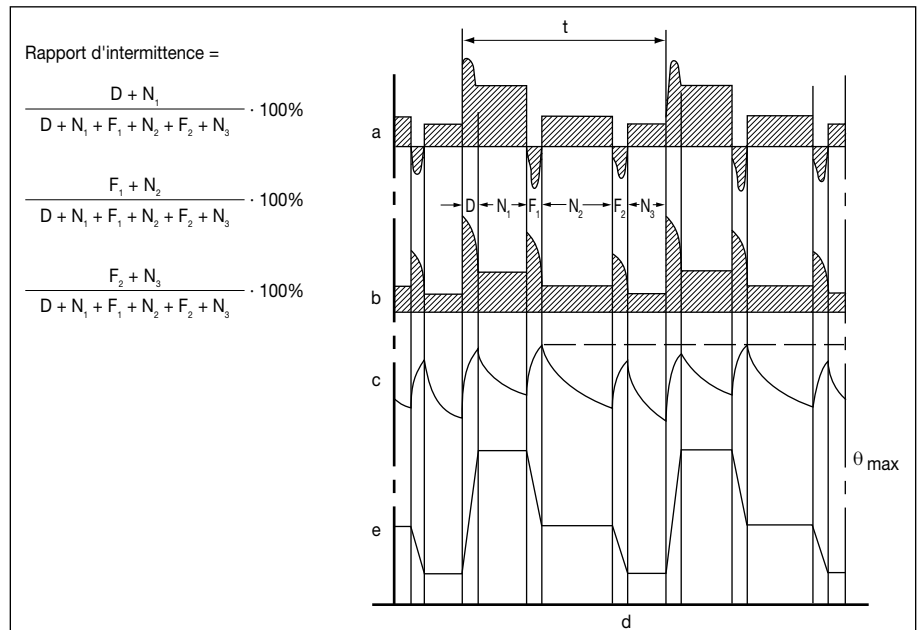 Rapport d'intermittence =
D + N₁
D + N₁ + F₁ + N₂ + F₂ + N₃
· 100%
F₁ + N₂
D + N₁ + F₁ + N₂ + F₂ + N₃
· 100%
F₂ + N₃
D + N₁ + F₁ + N₂ + F₂ + N₃
· 100%
t
a
D N₁ F₁ N₂ F₂ N₃
b
c
θ max
e
d